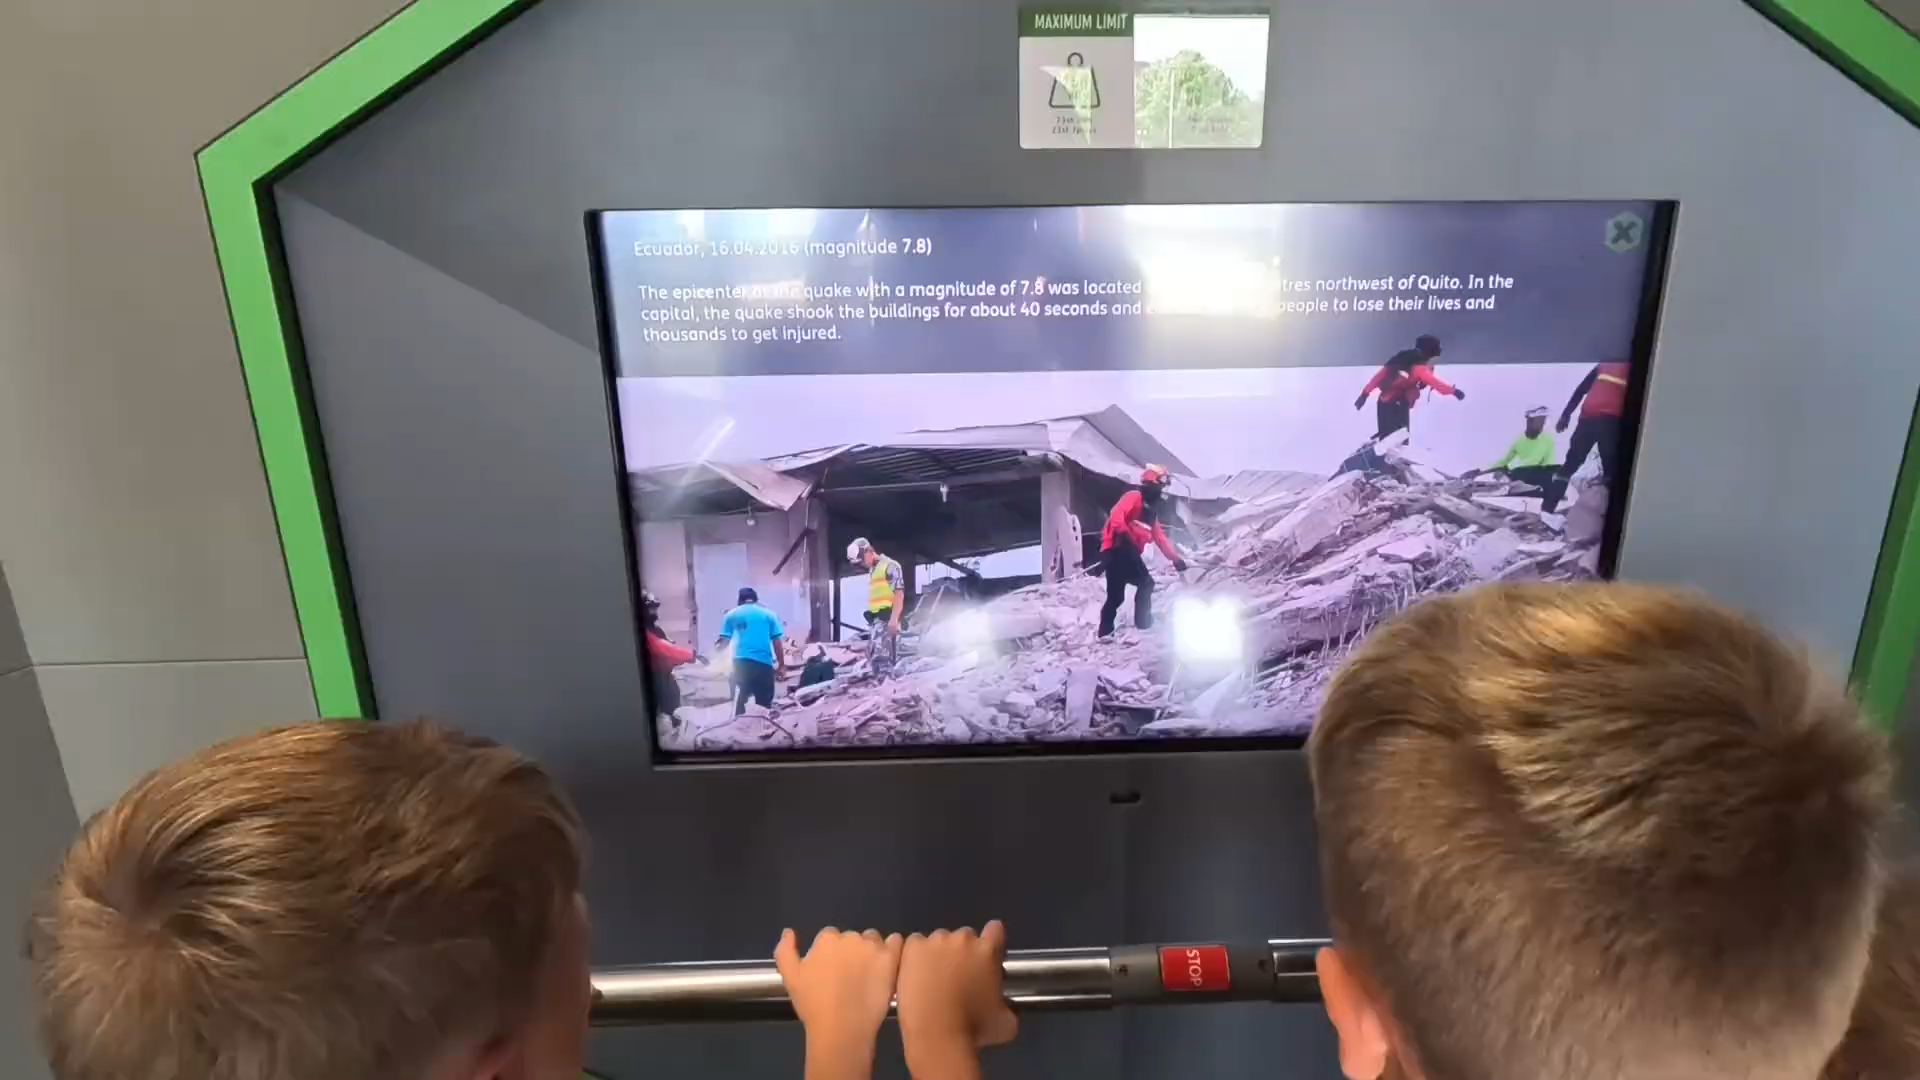 MAXIMUM LIMIT
Ecuador, 16.04.2016 (magnitude 7.8)
The epicenter of the quake with a magnitude of 7.8 was located northwest of Quito. In the
capital, the quake shook the buildings for about 40 seconds and people to lose their lives and
thousands to get injured.
STOP